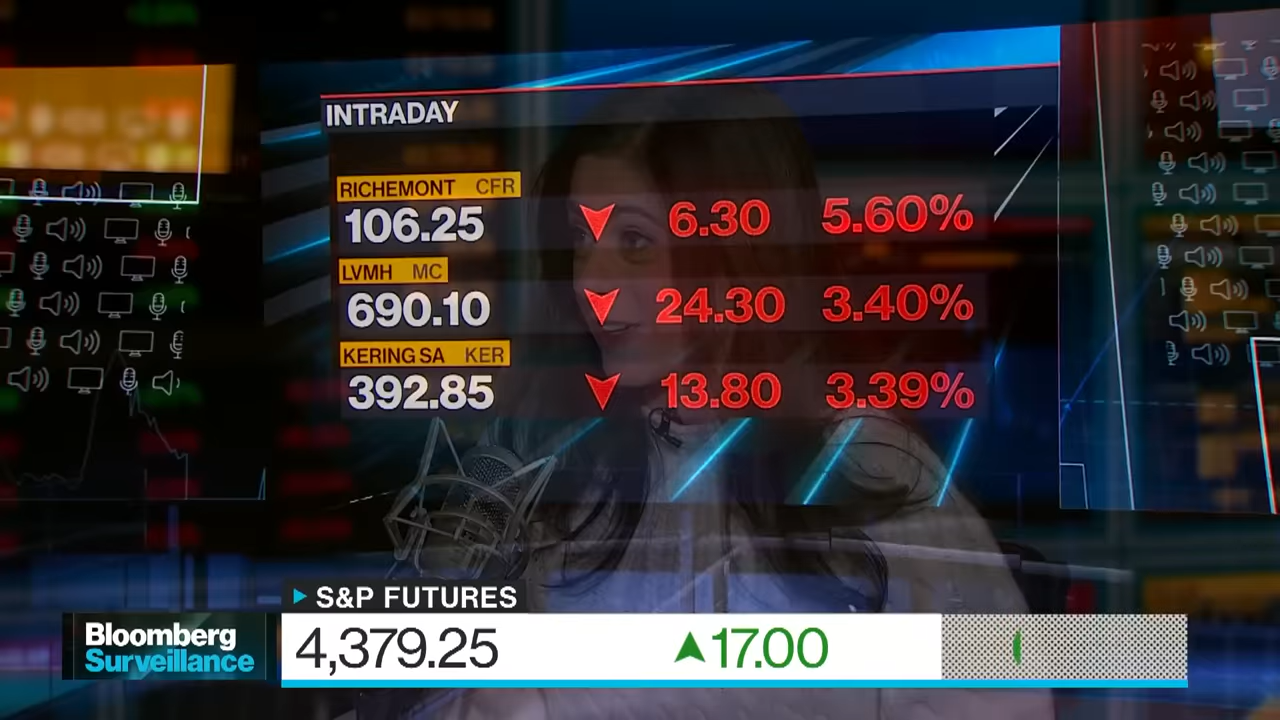 INTRADAY
RICHEMONT CFR
106.25 6.30 5.60%
LVMH MC
690.10 24.30 3.40%
KERING SA KER
392.85 13.80 3.39%
S&P FUTURES
Bloomberg
Surveillance
4,379.25 17.00